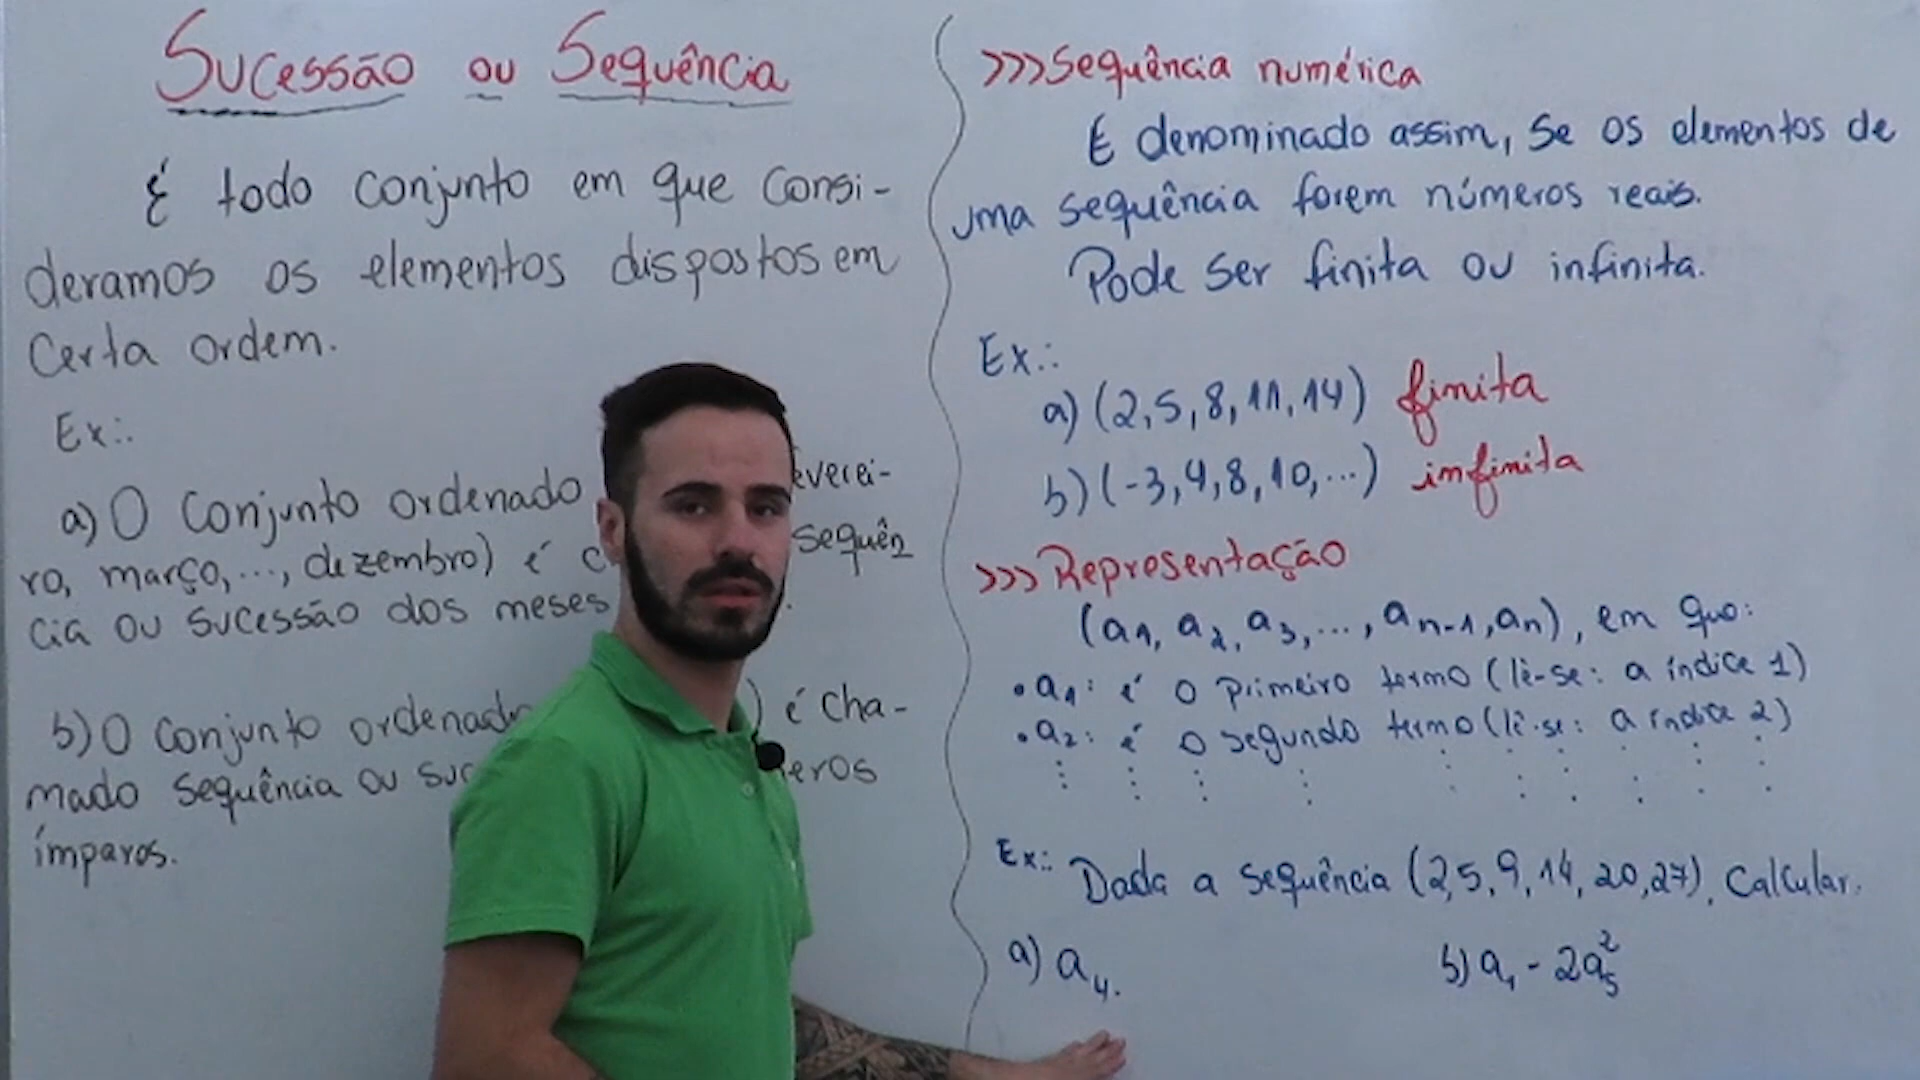 Sucessão ou Sequência
É todo conjunto em que consi-
deramos os elementos dispostos em
certa ordem.
Ex.:
a) O conjunto ordenado everei-
ro, março,..., dezembro) é c sequên
cia ou sucessão dos meses
b) O conjunto ordenado ) é cha-
mado sequência ou suc eros
ímpares.
>>> Sequência numérica
É denominado assim, se os elementos de
uma sequência forem números reais.
Pode ser finita ou infinita.
Ex.:
a) (2, 5, 8, 11, 14) finita
b) (-3, 4, 8, 10, ...) infinita
>>> Representação
(a₁, a₂, a₃, ..., aₙ₋₁, aₙ), em que:
• a₁: é o primeiro termo (lê-se: a índice 1)
• a₂: é o segundo termo (lê-se: a índice 2)
Ex.: Dada a sequência (2, 5, 9, 14, 20, 27), calcular:
a) a₄.
b) a₁ - 2a₅²